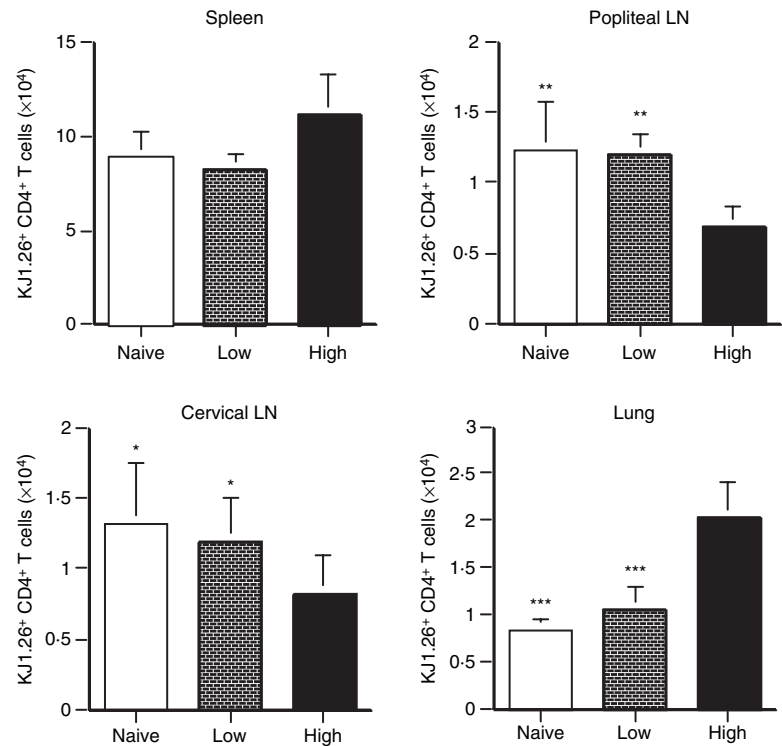 Spleen
KJ1.26⁺ CD4⁺ T cells (×10⁴)
15
10
5
0
Naive Low High
Popliteal LN
KJ1.26⁺ CD4⁺ T cells (×10⁴)
2
1·5
1
0·5
0
** **
Naive Low High
Cervical LN
KJ1.26⁺ CD4⁺ T cells (×10⁴)
2
1·5
1
0·5
0
* *
Naive Low High
Lung
KJ1.26⁺ CD4⁺ T cells (×10⁴)
3
2·5
2
1·5
1
0·5
0
*** ***
Naive Low High